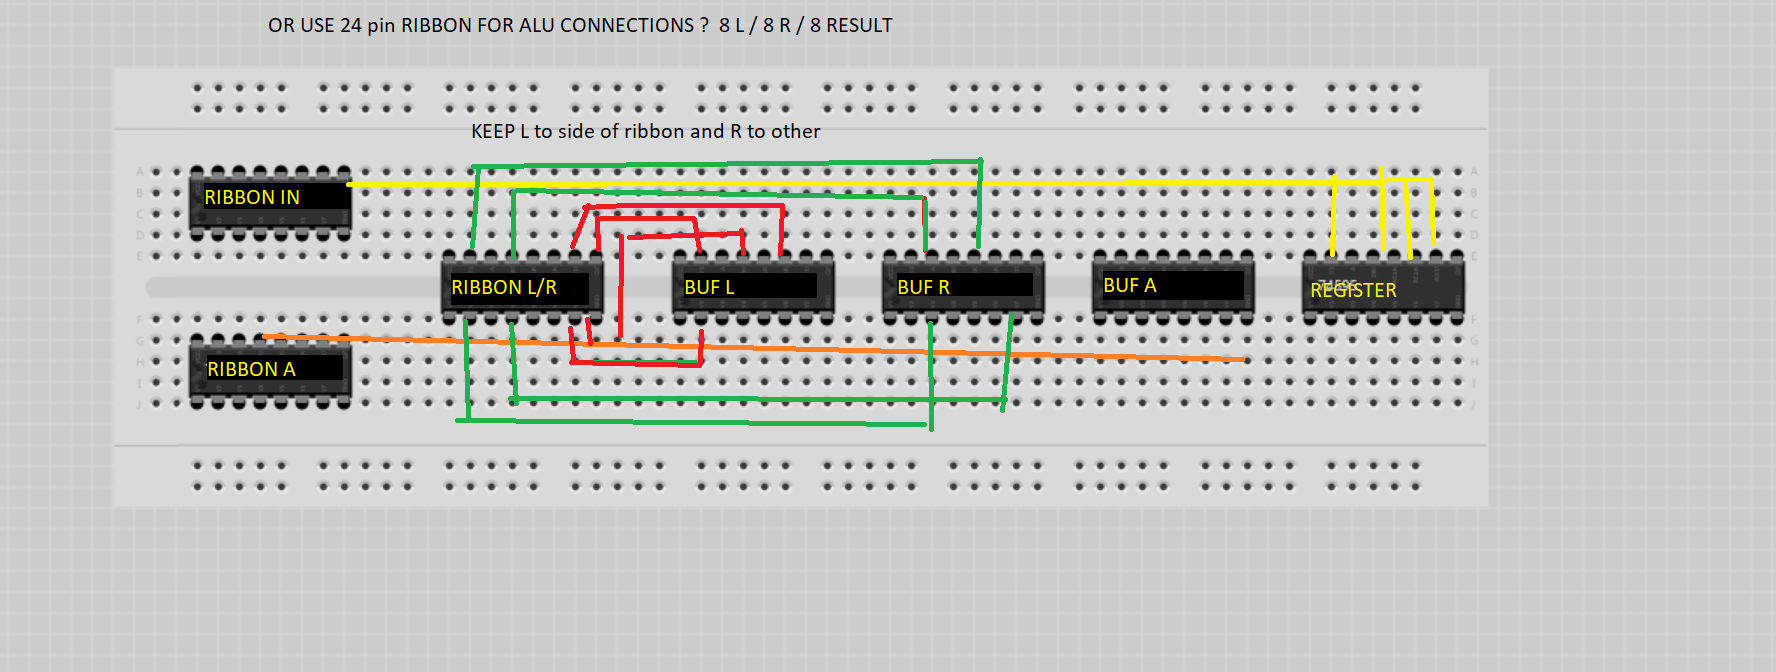 OR USE 24 pin RIBBON FOR ALU CONNECTIONS ?  8 L / 8 R / 8 RESULT
KEEP L to side of ribbon and R to other
A
A
B
B
C
C
D
D
E
E
RIBBON IN
RIBBON L/R
BUF L
BUF R
BUF A
REGISTER
F
F
G
G
H
H
I
I
J
J
RIBBON A